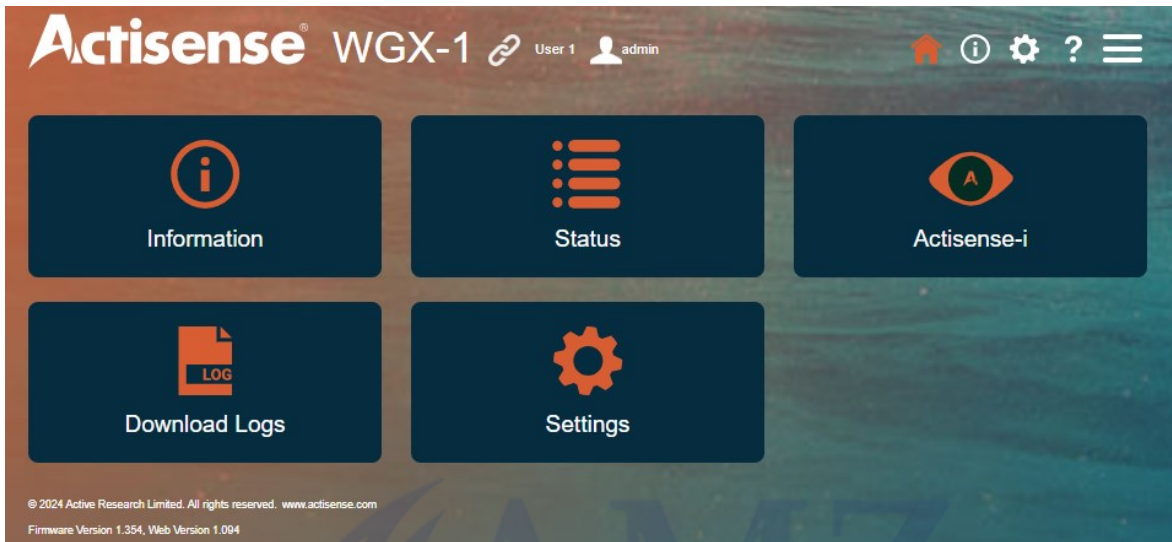 Actisense® WGX-1 User 1 admin ?
Information
Status
A
Actisense-i
LOG
Download Logs
Settings
© 2024 Active Research Limited. All rights reserved. www.actisense.com
Firmware Version 1.354, Web Version 1.094